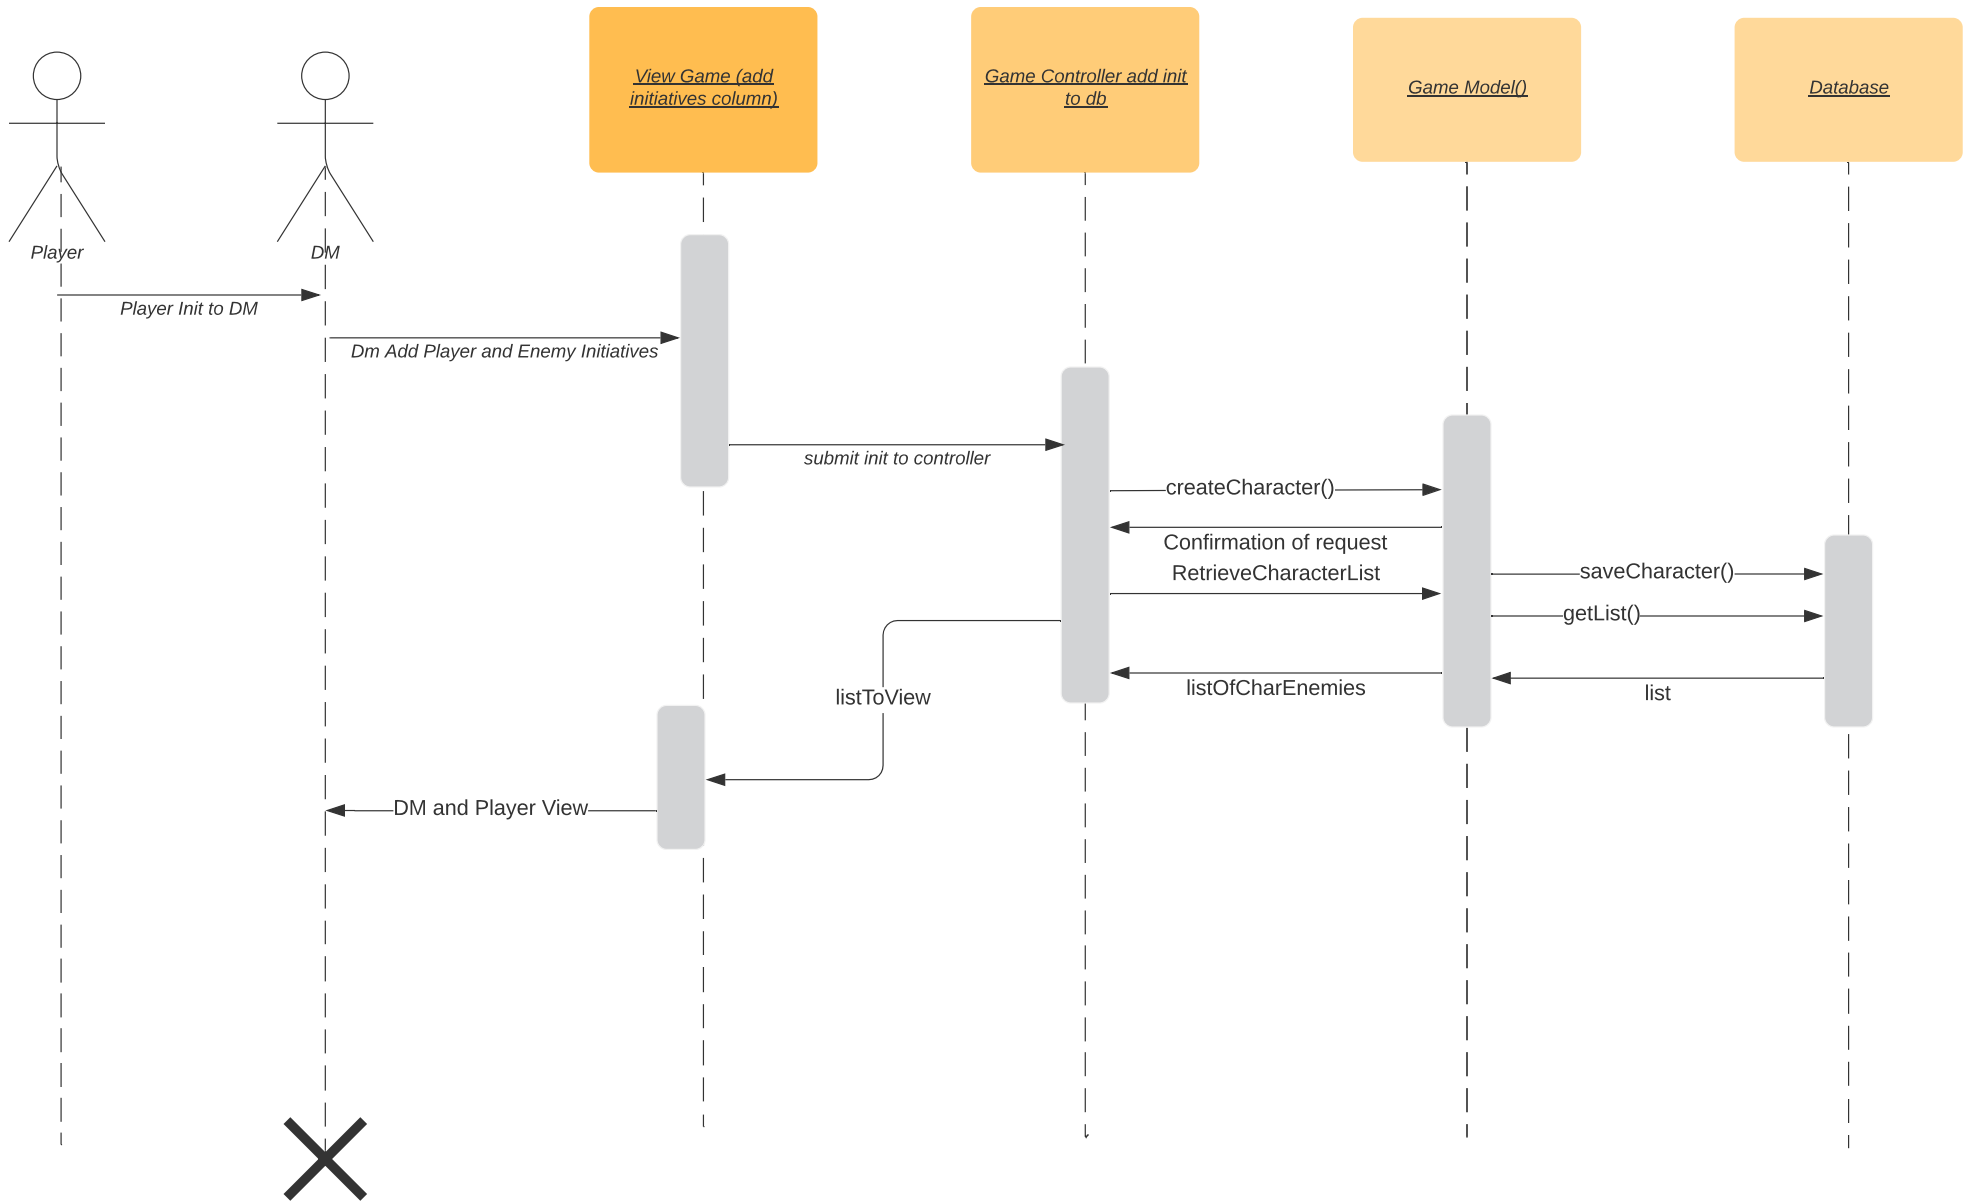 View Game (add
initiatives column)
Game Controller add init
to db
Game Model()
Database
Player
DM
Player Init to DM
Dm Add Player and Enemy Initiatives
submit init to controller
createCharacter()
Confirmation of request
RetrieveCharacterList
saveCharacter()
getList()
listOfCharEnemies
list
listToView
DM and Player View